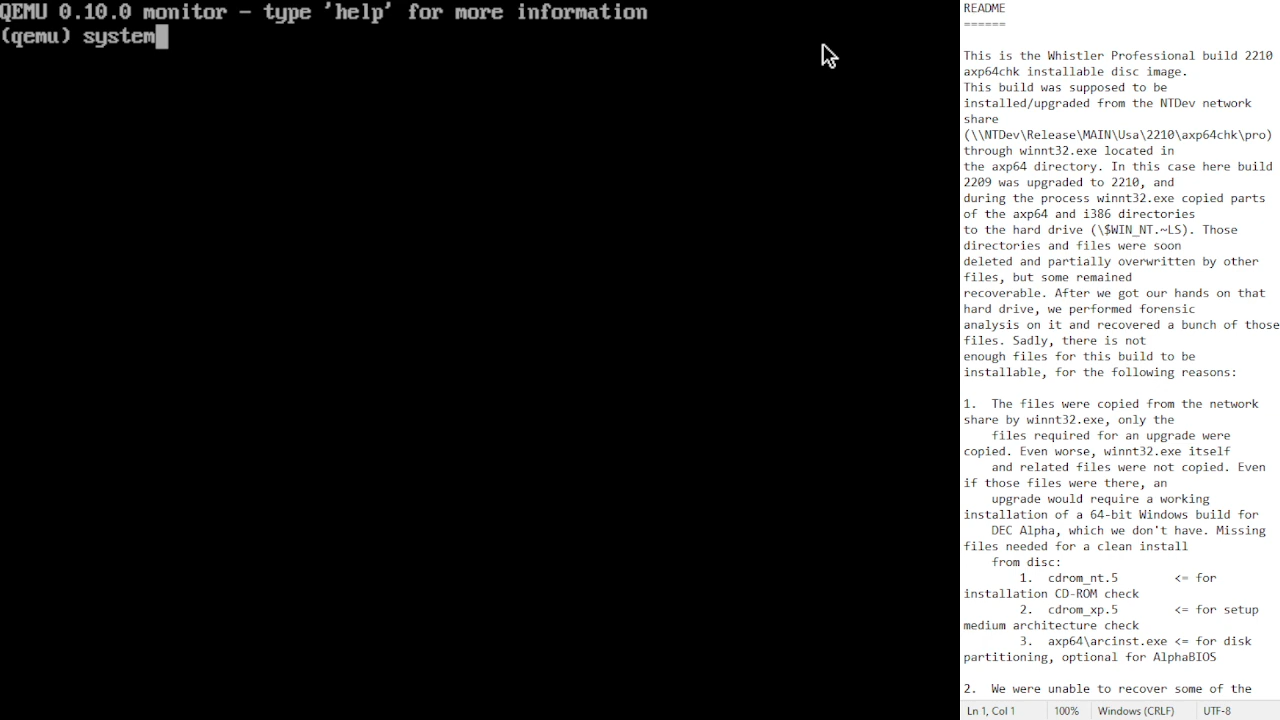 QEMU 0.10.0 monitor - type 'help' for more information
(qemu) system
README
======
This is the Whistler Professional build 2210
axp64chk installable disc image.
This build was supposed to be
installed/upgraded from the NTDev network
share
(\\NTDev\Release\MAIN\Usa\2210\axp64chk\pro)
through winnt32.exe located in
the axp64 directory. In this case here build
2209 was upgraded to 2210, and
during the process winnt32.exe copied parts
of the axp64 and i386 directories
to the hard drive (\$WIN_NT.~LS). Those
directories and files were soon
deleted and partially overwritten by other
files, but some remained
recoverable. After we got our hands on that
hard drive, we performed forensic
analysis on it and recovered a bunch of those
files. Sadly, there is not
enough files for this build to be
installable, for the following reasons:
1.  The files were copied from the network
share by winnt32.exe, only the
    files required for an upgrade were
copied. Even worse, winnt32.exe itself
    and related files were not copied. Even
if those files were there, an
    upgrade would require a working
installation of a 64-bit Windows build for
    DEC Alpha, which we don't have. Missing
files needed for a clean install
    from disc:
        1.  cdrom_nt.5        <= for
installation CD-ROM check
        2.  cdrom_xp.5        <= for setup
medium architecture check
        3.  axp64\arcinst.exe <= for disk
partitioning, optional for AlphaBIOS
2.  We were unable to recover some of the
Ln 1, Col 1
100%
Windows (CRLF)
UTF-8